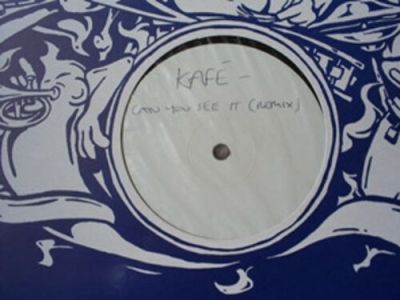 KAFÉ –
CAN YOU SEE IT (REMIX)